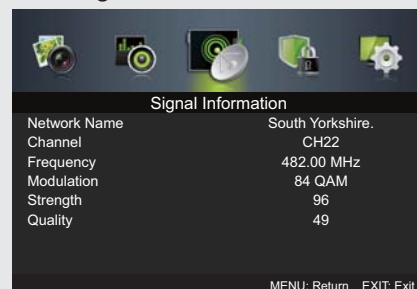 Signal Information
Network Name South Yorkshire.
Channel CH22
Frequency 482.00 MHz
Modulation 84 QAM
Strength 96
Quality 49
MENU: Return EXIT: Exit